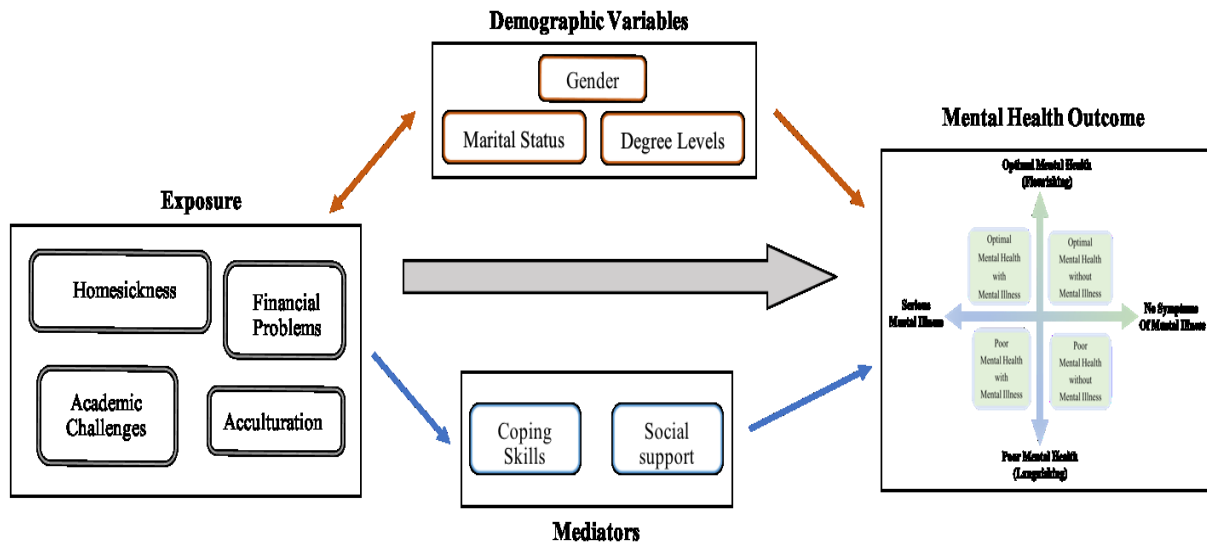 Demographic Variables
Gender
Marital Status
Degree Levels
Mental Health Outcome
Optimal Mental Health
(Flourishing)
Optimal
Mental Health
with
Mental Illness
Optimal
Mental Health
without
Mental Illness
Serious
Mental Illness
No Symptoms
Of Mental Illness
Poor
Mental Health
with
Mental Illness
Poor
Mental Health
without
Mental Illness
Poor Mental Health
(Languishing)
Exposure
Homesickness
Financial
Problems
Academic
Challenges
Acculturation
Coping
Skills
Social
support
Mediators